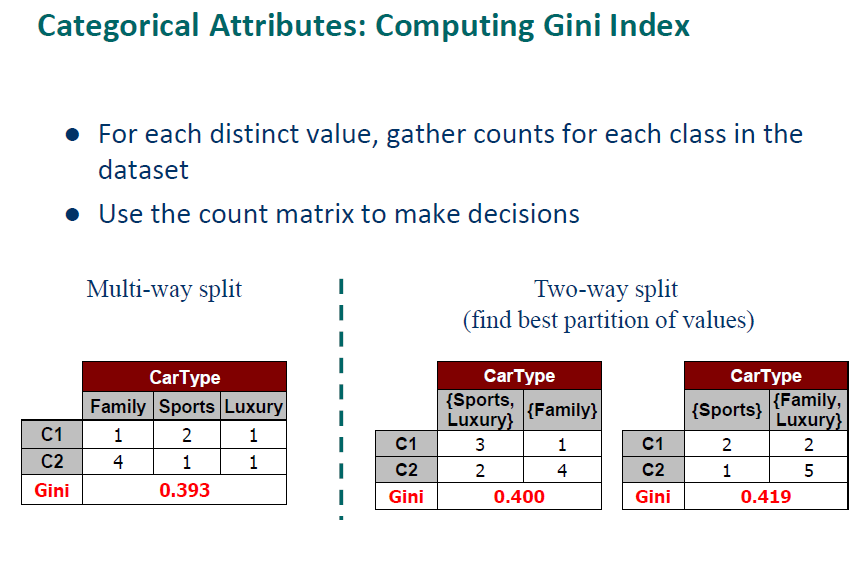 Categorical Attributes: Computing Gini Index
● For each distinct value, gather counts for each class in the
dataset
● Use the count matrix to make decisions
Multi-way split
CarType
Family Sports Luxury
C1 1 2 1
C2 4 1 1
Gini 0.393
Two-way split
(find best partition of values)
CarType
{Sports, Luxury} {Family}
C1 3 1
C2 2 4
Gini 0.400
CarType
{Sports} {Family, Luxury}
C1 2 2
C2 1 5
Gini 0.419